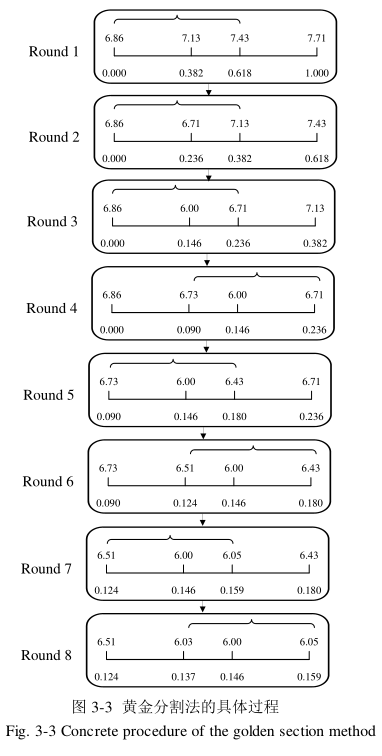 6.86 7.13 7.43 7.71
Round 1
0.000 0.382 0.618 1.000
6.86 6.71 7.13 7.43
Round 2
0.000 0.236 0.382 0.618
6.86 6.00 6.71 7.13
Round 3
0.000 0.146 0.236 0.382
6.86 6.73 6.00 6.71
Round 4
0.000 0.090 0.146 0.236
6.73 6.00 6.43 6.71
Round 5
0.090 0.146 0.180 0.236
6.73 6.51 6.00 6.43
Round 6
0.090 0.124 0.146 0.180
6.51 6.00 6.05 6.43
Round 7
0.124 0.146 0.159 0.180
6.51 6.03 6.00 6.05
Round 8
0.124 0.137 0.146 0.159
图 3-3 黄金分割法的具体过程
Fig. 3-3 Concrete procedure of the golden section method